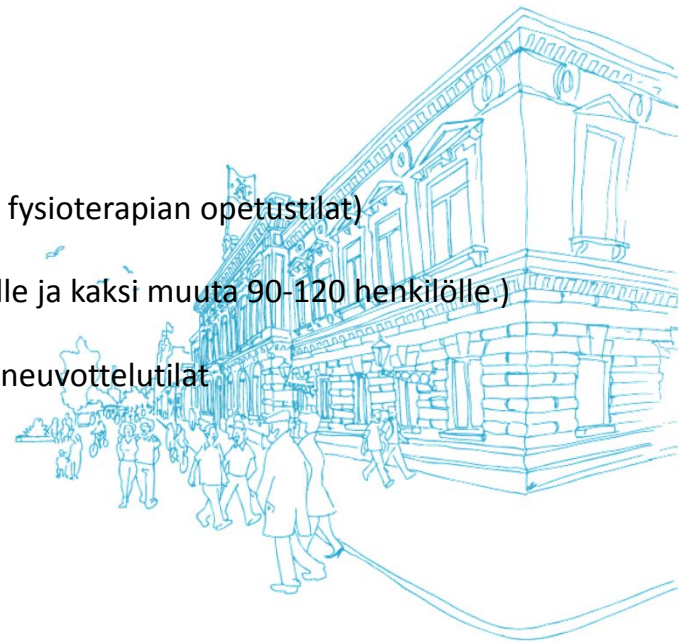 fysioterapian opetustilat)
lle ja kaksi muuta 90-120 henkilölle.)
neuvottelutilat